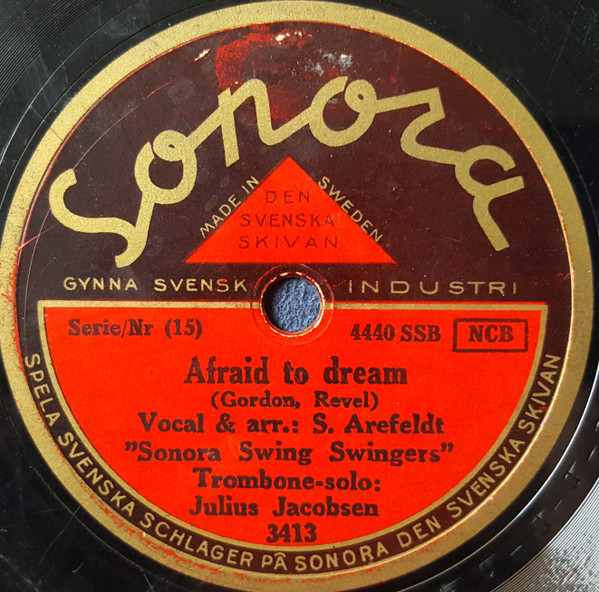 Sonora
MADE IN SWEDEN
DEN
SVENSKA
SKIVAN
GYNNA SVENSK INDUSTRI
Serie/Nr (15) 4440 SSB NCB
Afraid to dream
(Gordon, Revel)
Vocal & arr.: S. Arefeldt
"Sonora Swing Swingers"
Trombone-solo:
Julius Jacobsen
3413
SPELA SVENSKA SCHLAGER PÅ SONORA DEN SVENSKA SKIVAN